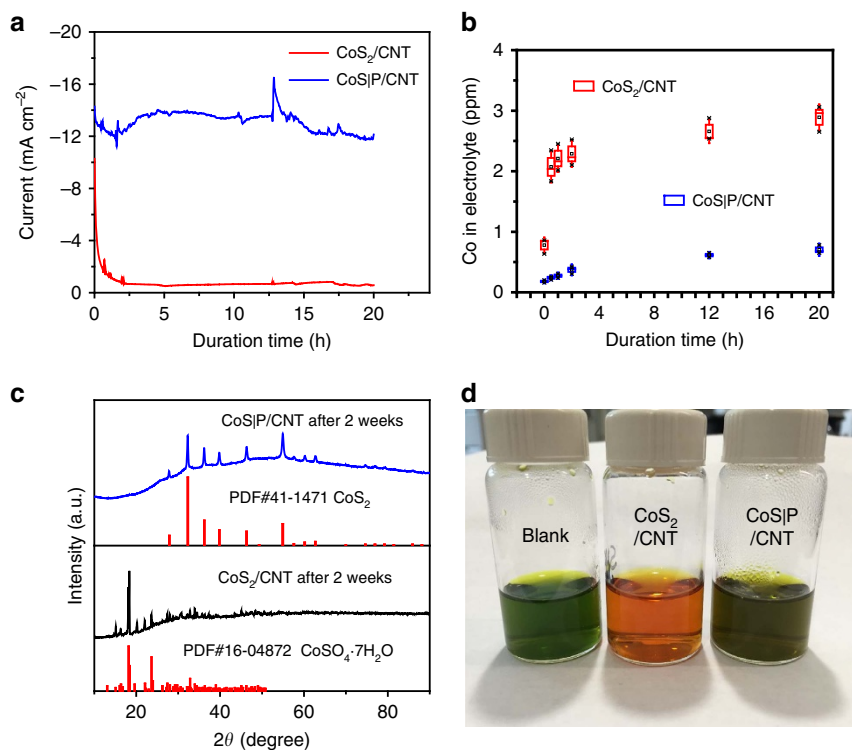 a
−20
−16
−12
−8
−4
0
Current (mA cm−2)
CoS2/CNT
CoS|P/CNT
0
5
10
15
20
Duration time (h)
b
4
3
2
1
0
Co in electrolyte (ppm)
CoS2/CNT
CoS|P/CNT
0
4
8
12
16
20
Duration time (h)
c
Intensity (a.u.)
CoS|P/CNT after 2 weeks
PDF#41-1471 CoS2
CoS2/CNT after 2 weeks
PDF#16-04872 CoSO4·7H2O
20
40
60
80
2θ (degree)
d
Blank
CoS2
/CNT
CoS|P
/CNT